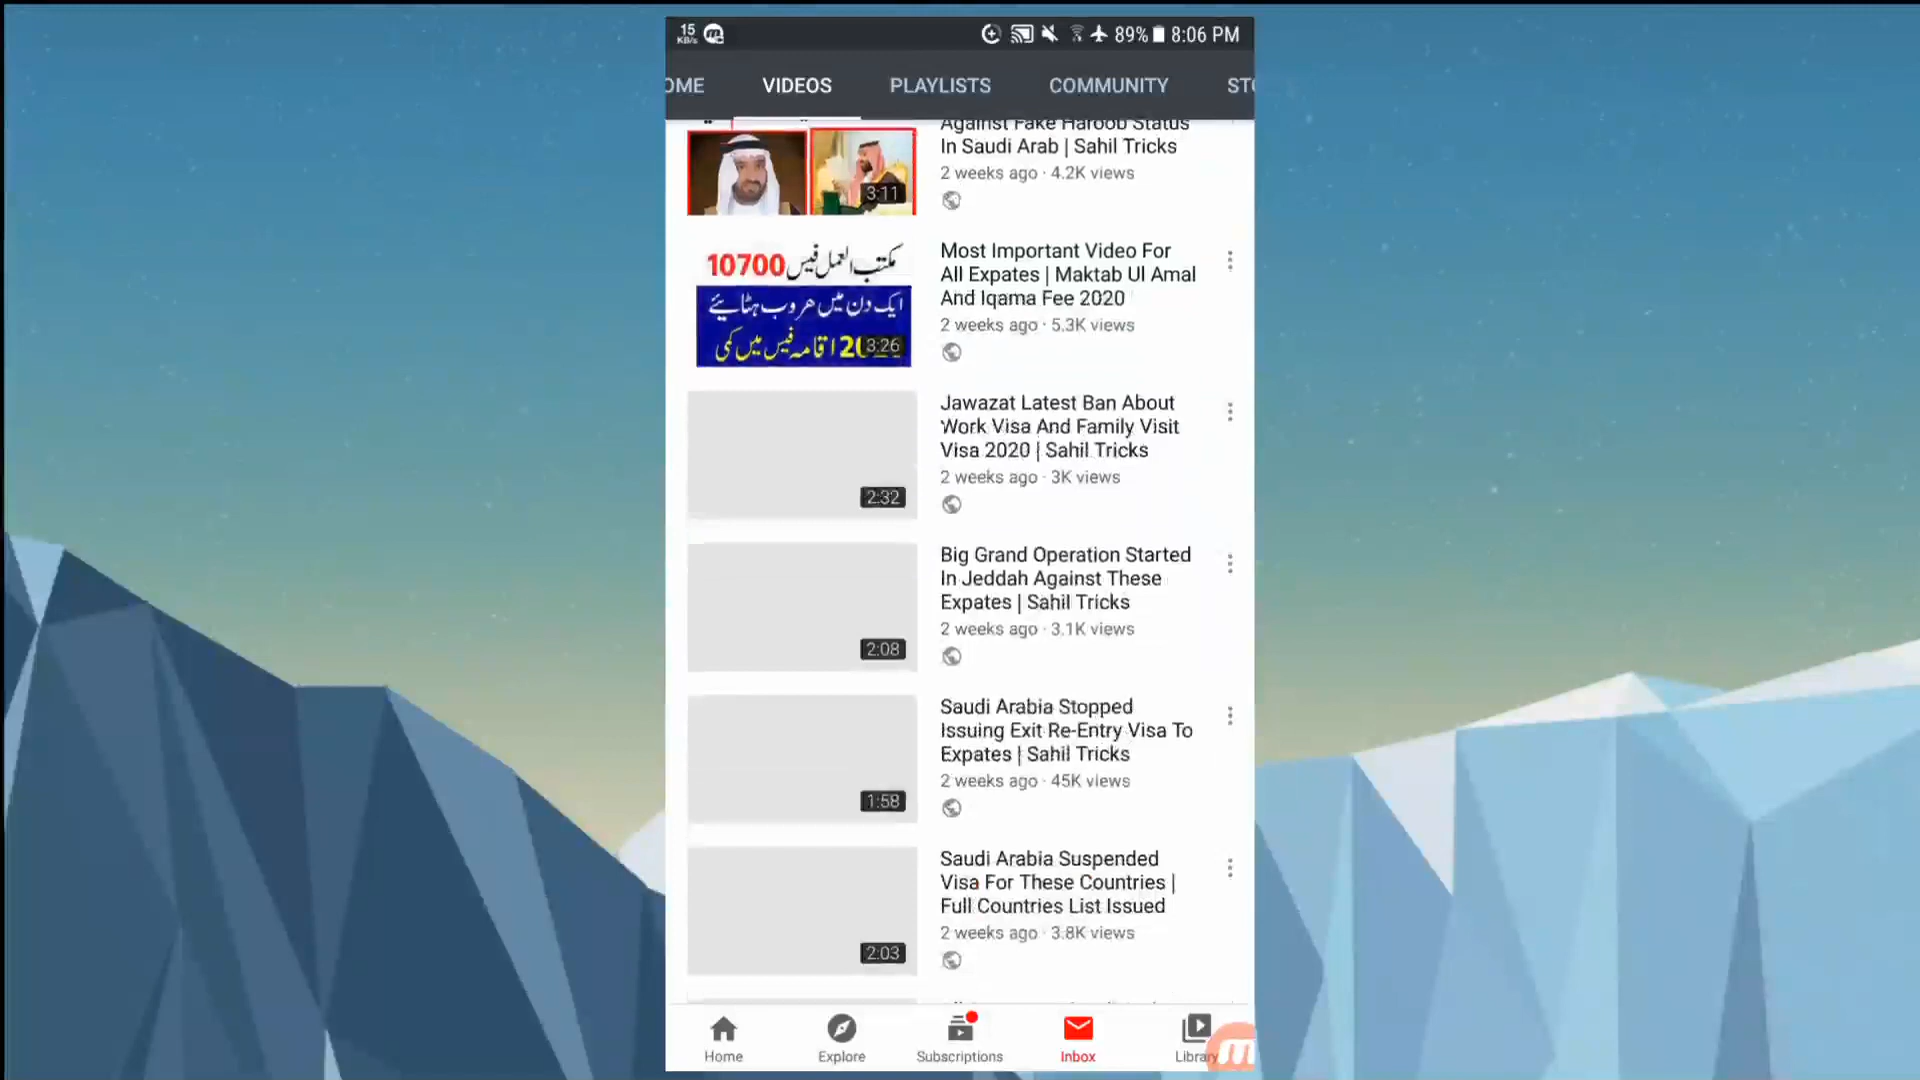 15
KB/s
89% 8:06 PM
OME VIDEOS PLAYLISTS COMMUNITY STO
Against Fake Haroob Status
In Saudi Arab | Sahil Tricks
2 weeks ago · 4.2K views
3:11
مکتب العمل فیس 10700
ایک دن میں ھروب ہٹائیے
اقامہ فیس میں کمی
3:26
Most Important Video For
All Expates | Maktab Ul Amal
And Iqama Fee 2020
2 weeks ago · 5.3K views
2:32
Jawazat Latest Ban About
Work Visa And Family Visit
Visa 2020 | Sahil Tricks
2 weeks ago · 3K views
2:08
Big Grand Operation Started
In Jeddah Against These
Expates | Sahil Tricks
2 weeks ago · 3.1K views
1:58
Saudi Arabia Stopped
Issuing Exit Re-Entry Visa To
Expates | Sahil Tricks
2 weeks ago · 45K views
2:03
Saudi Arabia Suspended
Visa For These Countries |
Full Countries List Issued
2 weeks ago · 3.8K views
Home Explore Subscriptions Inbox Library